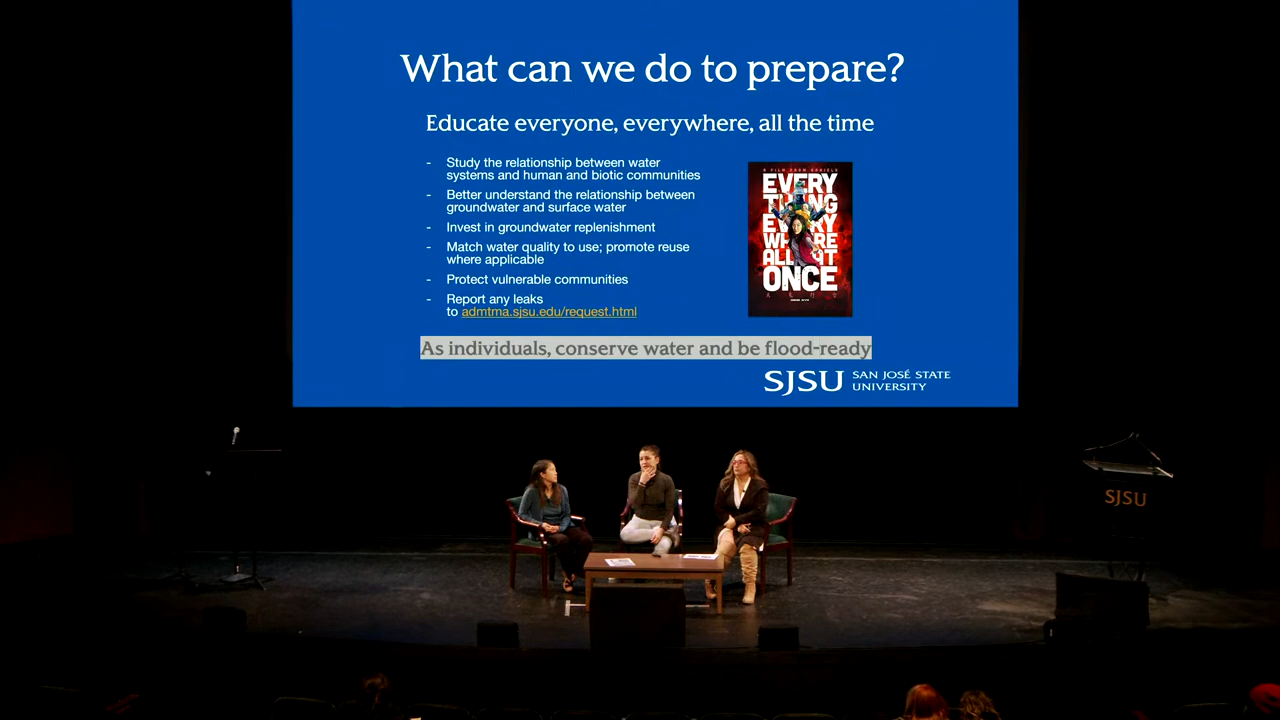 What can we do to prepare?
Educate everyone, everywhere, all the time
- Study the relationship between water
systems and human and biotic communities
- Better understand the relationship between
groundwater and surface water
- Invest in groundwater replenishment
- Match water quality to use; promote reuse
where applicable
- Protect vulnerable communities
- Report any leaks
to admtma.sjsu.edu/request.html
A FILM FROM DANIELS
EVERY
THING
EVERY
WHERE
ALL AT
ONCE
As individuals, conserve water and be flood-ready
SJSU SAN JOSÉ STATE
UNIVERSITY
SJSU